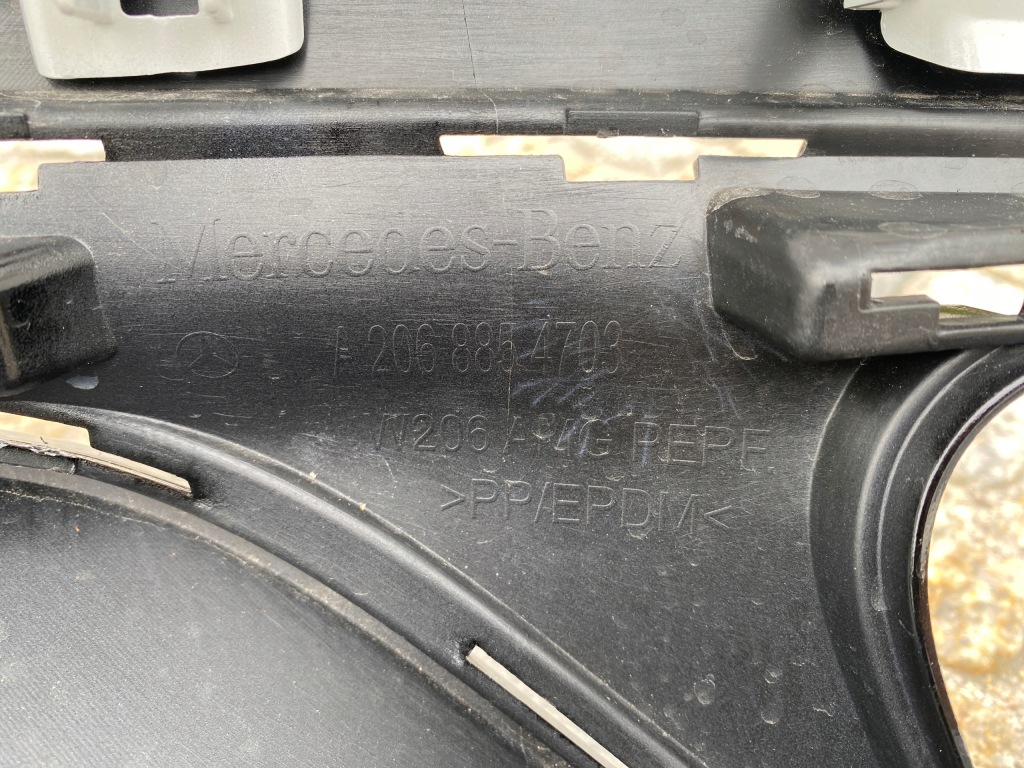 Mercedes-Benz
A 206 885 4703
W206 AMG REPF
>PP/EPDM<